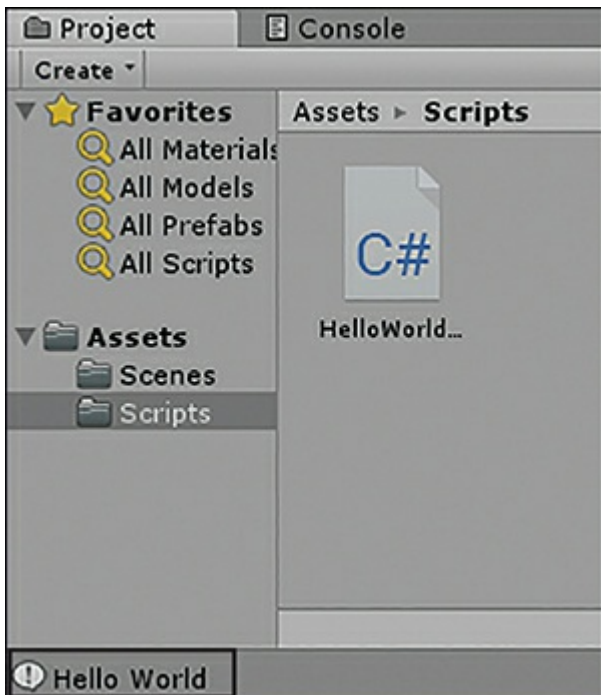 Project
Console
Create
Favorites
All Materials
All Models
All Prefabs
All Scripts
Assets
Scenes
Scripts
Assets ▸ Scripts
C#
HelloWorld...
Hello World